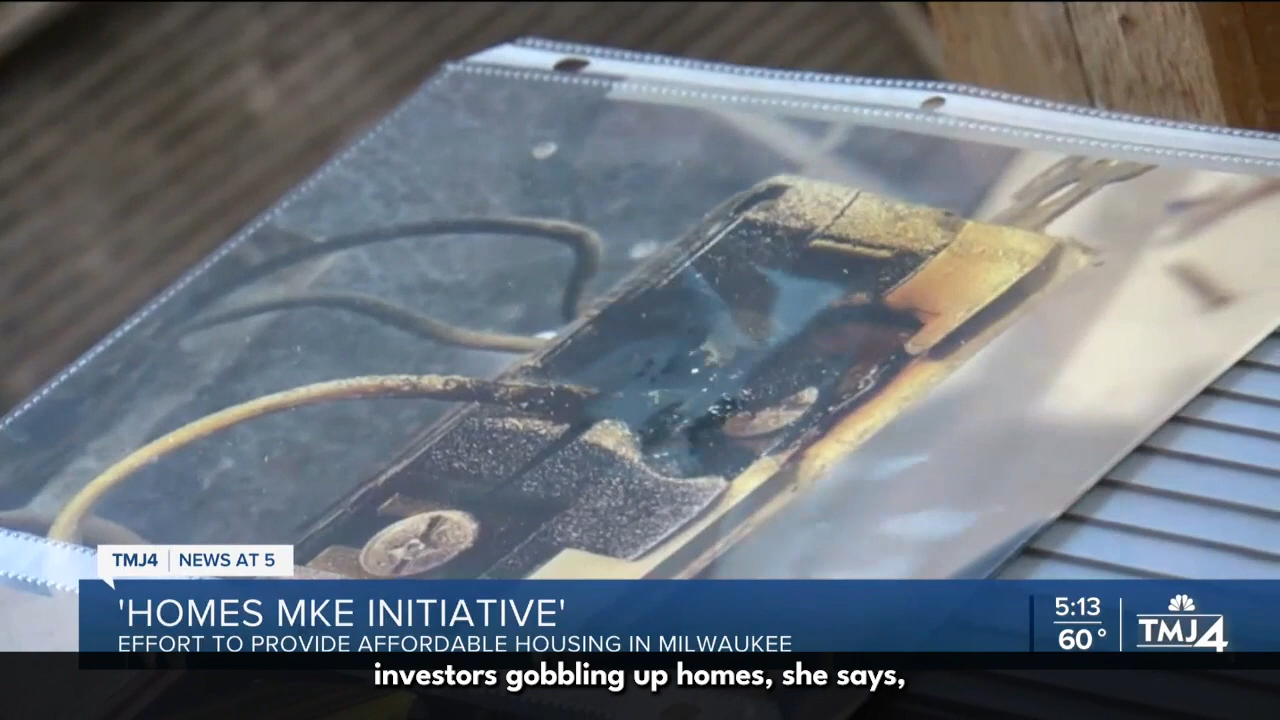 TMJ4 | NEWS AT 5
'HOMES MKE INITIATIVE'
EFFORT TO PROVIDE AFFORDABLE HOUSING IN MILWAUKEE
5:13
60°
TMJ4
investors gobbling up homes, she says,